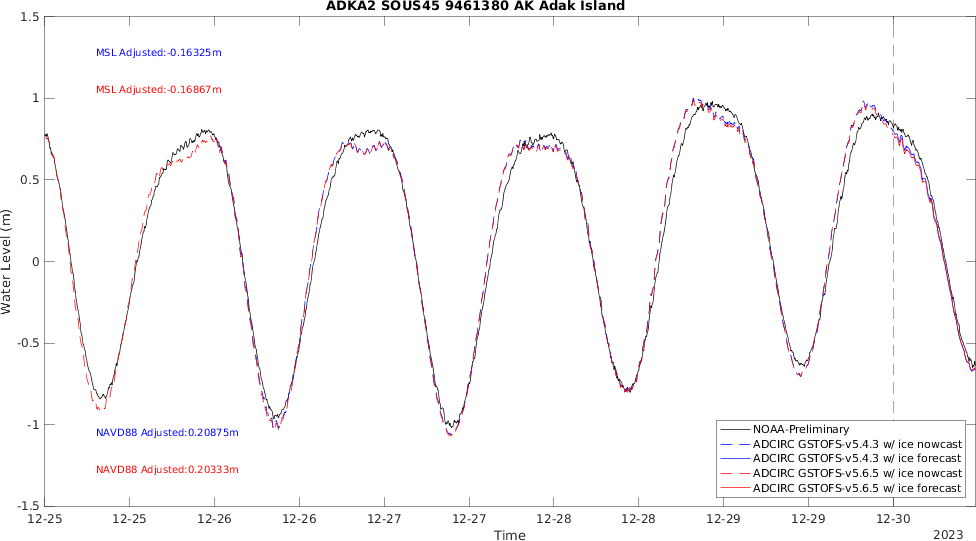 ADKA2 SOUS45 9461380 AK Adak Island
1.5
1
0.5
0
-0.5
-1
-1.5
Water Level (m)
MSL Adjusted:-0.16325m
MSL Adjusted:-0.16867m
NAVD88 Adjusted:0.20875m
NAVD88 Adjusted:0.20333m
NOAA-Preliminary
ADCIRC GSTOFS-v5.4.3 w/ ice nowcast
ADCIRC GSTOFS-v5.4.3 w/ ice forecast
ADCIRC GSTOFS-v5.6.5 w/ ice nowcast
ADCIRC GSTOFS-v5.6.5 w/ ice forecast
12-25 12-25 12-26 12-26 12-27 12-27 12-28 12-28 12-29 12-29 12-30
Time
2023